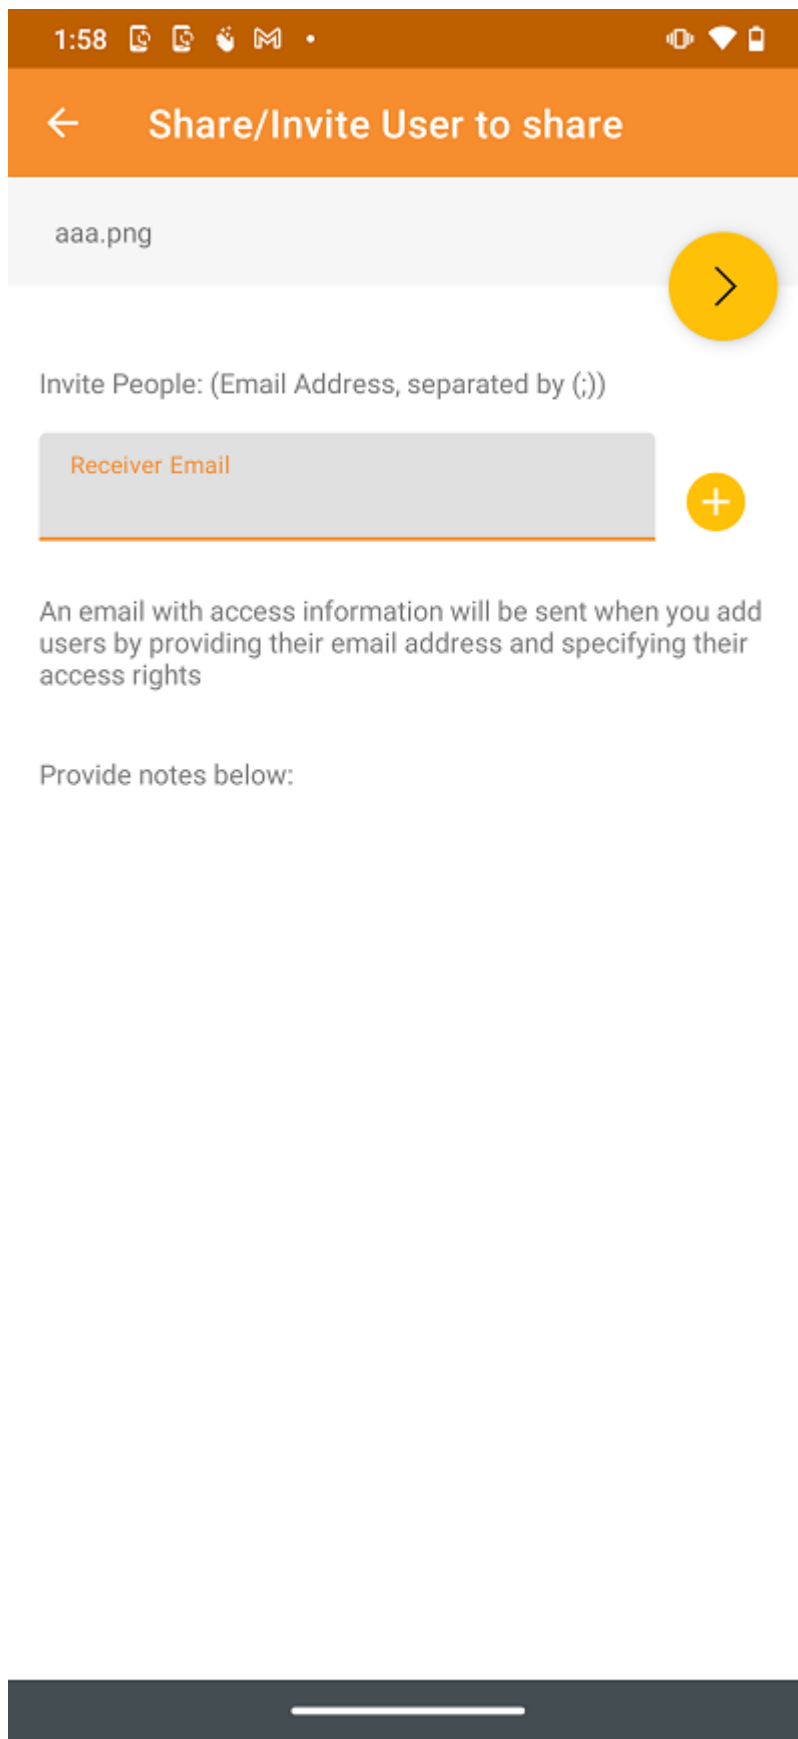 1:58
Share/Invite User to share
aaa.png
Invite People: (Email Address, separated by (;))
Receiver Email
An email with access information will be sent when you add
users by providing their email address and specifying their
access rights
Provide notes below: